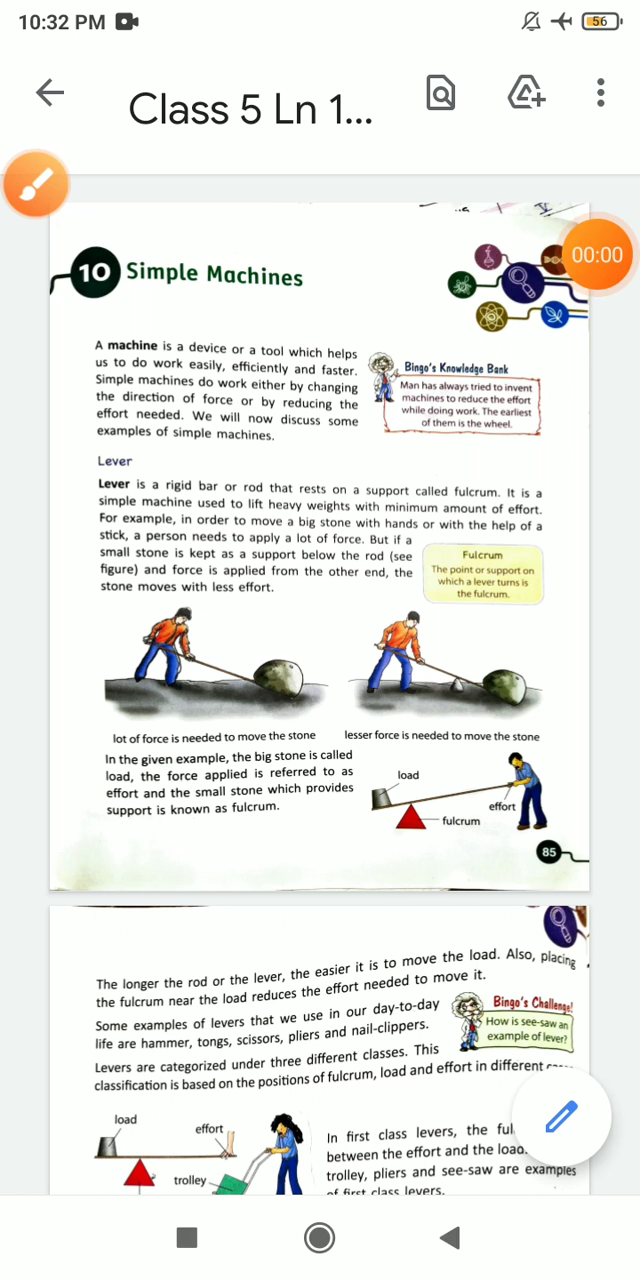 10:32 PM
56
Class 5 Ln 1...
00:00
10 Simple Machines
A machine is a device or a tool which helps
us to do work easily, efficiently and faster.
Simple machines do work either by changing
the direction of force or by reducing the
effort needed. We will now discuss some
examples of simple machines.
Bingo's Knowledge Bank
Man has always tried to invent
machines to reduce the effort
while doing work. The earliest
of them is the wheel.
Lever
Lever is a rigid bar or rod that rests on a support called fulcrum. It is a
simple machine used to lift heavy weights with minimum amount of effort.
For example, in order to move a big stone with hands or with the help of a
stick, a person needs to apply a lot of force. But if a
small stone is kept as a support below the rod (see
figure) and force is applied from the other end, the
stone moves with less effort.
Fulcrum
The point or support on
which a lever turns is
the fulcrum.
lot of force is needed to move the stone
lesser force is needed to move the stone
In the given example, the big stone is called
load, the force applied is referred to as
effort and the small stone which provides
support is known as fulcrum.
load
effort
fulcrum
85
The longer the rod or the lever, the easier it is to move the load. Also, placing
the fulcrum near the load reduces the effort needed to move it.
Some examples of levers that we use in our day-to-day
life are hammer, tongs, scissors, pliers and nail-clippers.
Bingo's Challenge!
How is see-saw an
example of lever?
Levers are categorized under three different classes. This
classification is based on the positions of fulcrum, load and effort in different
load
effort
trolley
In first class levers, the
between the effort and the load.
trolley, pliers and see-saw are examples
of first class levers.